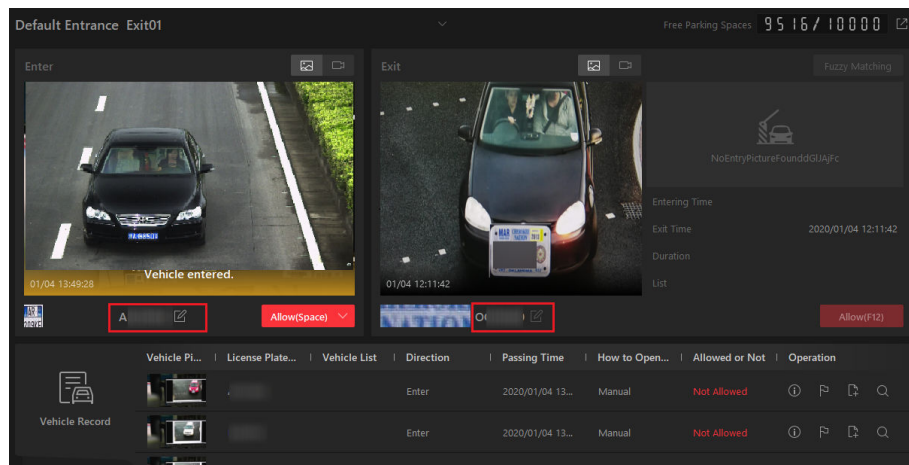 Default Entrance Exit01
Free Parking Spaces 9516/10000
Enter
Exit
Fuzzy Matching
NoEntryPictureFounddGlJAjFc
Entering Time
Exit Time 2020/01/04 12:11:42
Duration
List
Vehicle entered.
01/04 13:49:28
01/04 12:11:42
A
Allow(Space)
Allow(F12)
Vehicle Pi... License Plate... Vehicle List Direction Passing Time How to Open... Allowed or Not Operation
Enter 2020/01/04 13... Manual Not Allowed
Vehicle Record
Enter 2020/01/04 13... Manual Not Allowed